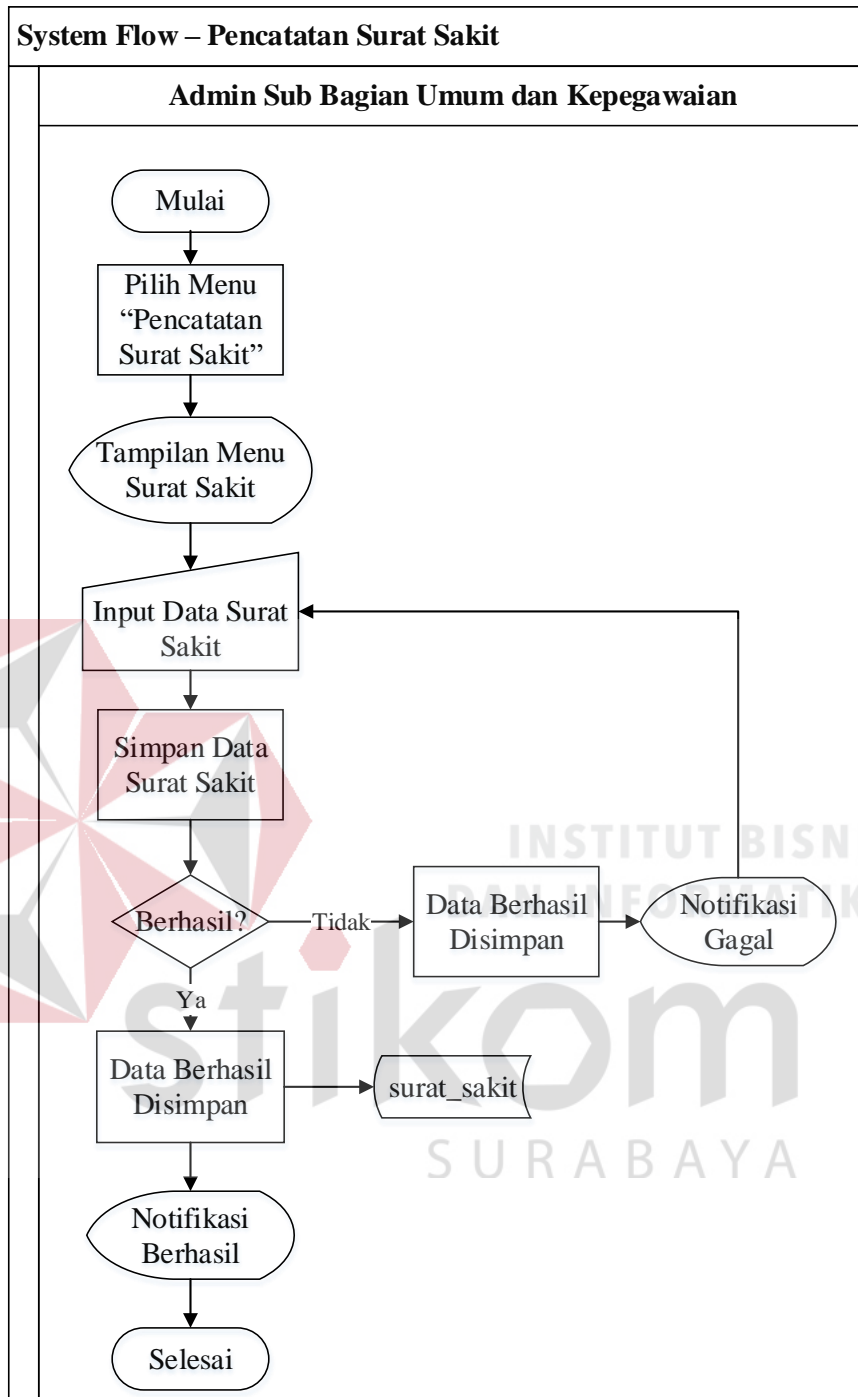 System Flow – Pencatatan Surat Sakit
Admin Sub Bagian Umum dan Kepegawaian
Mulai
Pilih Menu
“Pencatatan
Surat Sakit”
Tampilan Menu
Surat Sakit
Input Data Surat
Sakit
Simpan Data
Surat Sakit
INSTITUT BISN
DAN INFORMATIK
Berhasil?
Tidak
Data Berhasil
Disimpan
Notifikasi
Gagal
Ya
stikom
Data Berhasil
Disimpan
surat_sakit
SURABAYA
Notifikasi
Berhasil
Selesai